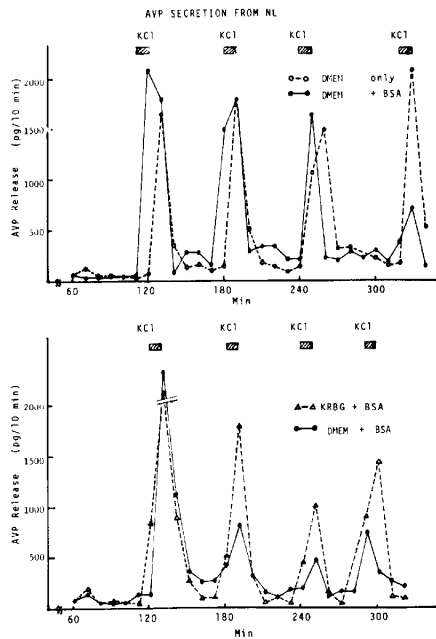 AVP SECRETION FROM NL
KCl KCl KCl KCl
DMEM only
DMEM + BSA
2000
1500
1000
500
AVP Release (pg/10 min)
60 120 180 240 300
Min
KCl KCl KCl KCl
KRBG + BSA
DMEM + BSA
2000
1500
1000
500
AVP Release (pg/10 min)
60 120 180 240 300
Min